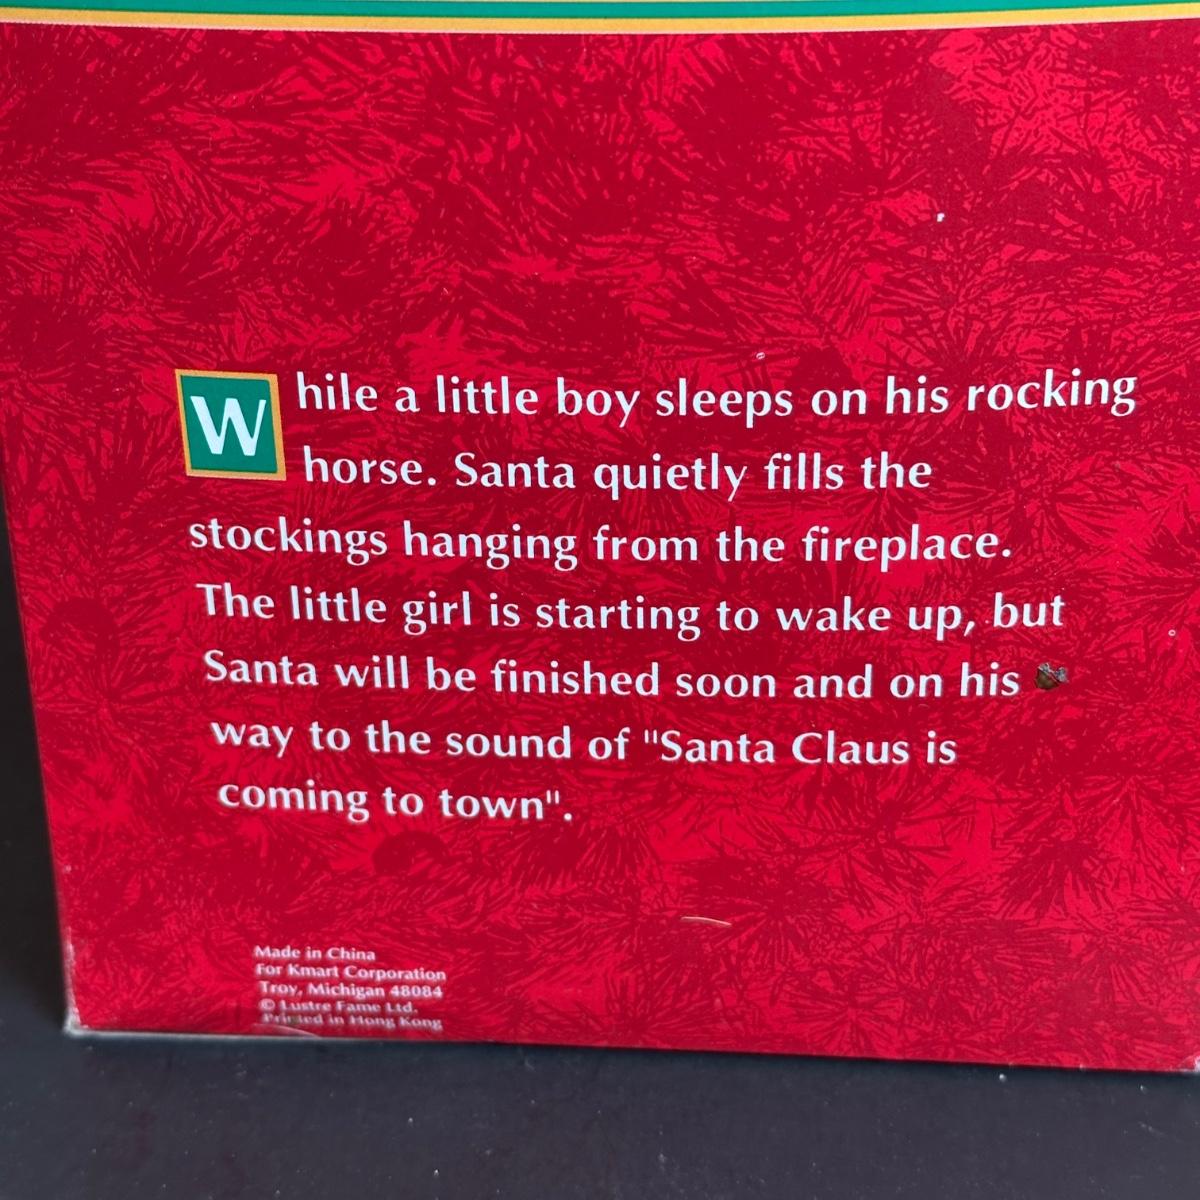 While a little boy sleeps on his rocking
horse. Santa quietly fills the
stockings hanging from the fireplace.
The little girl is starting to wake up, but
Santa will be finished soon and on his
way to the sound of "Santa Claus is
coming to town".
Made in China
For Kmart Corporation
Troy, Michigan 48084
© Lustre Fame Ltd.
Printed in Hong Kong